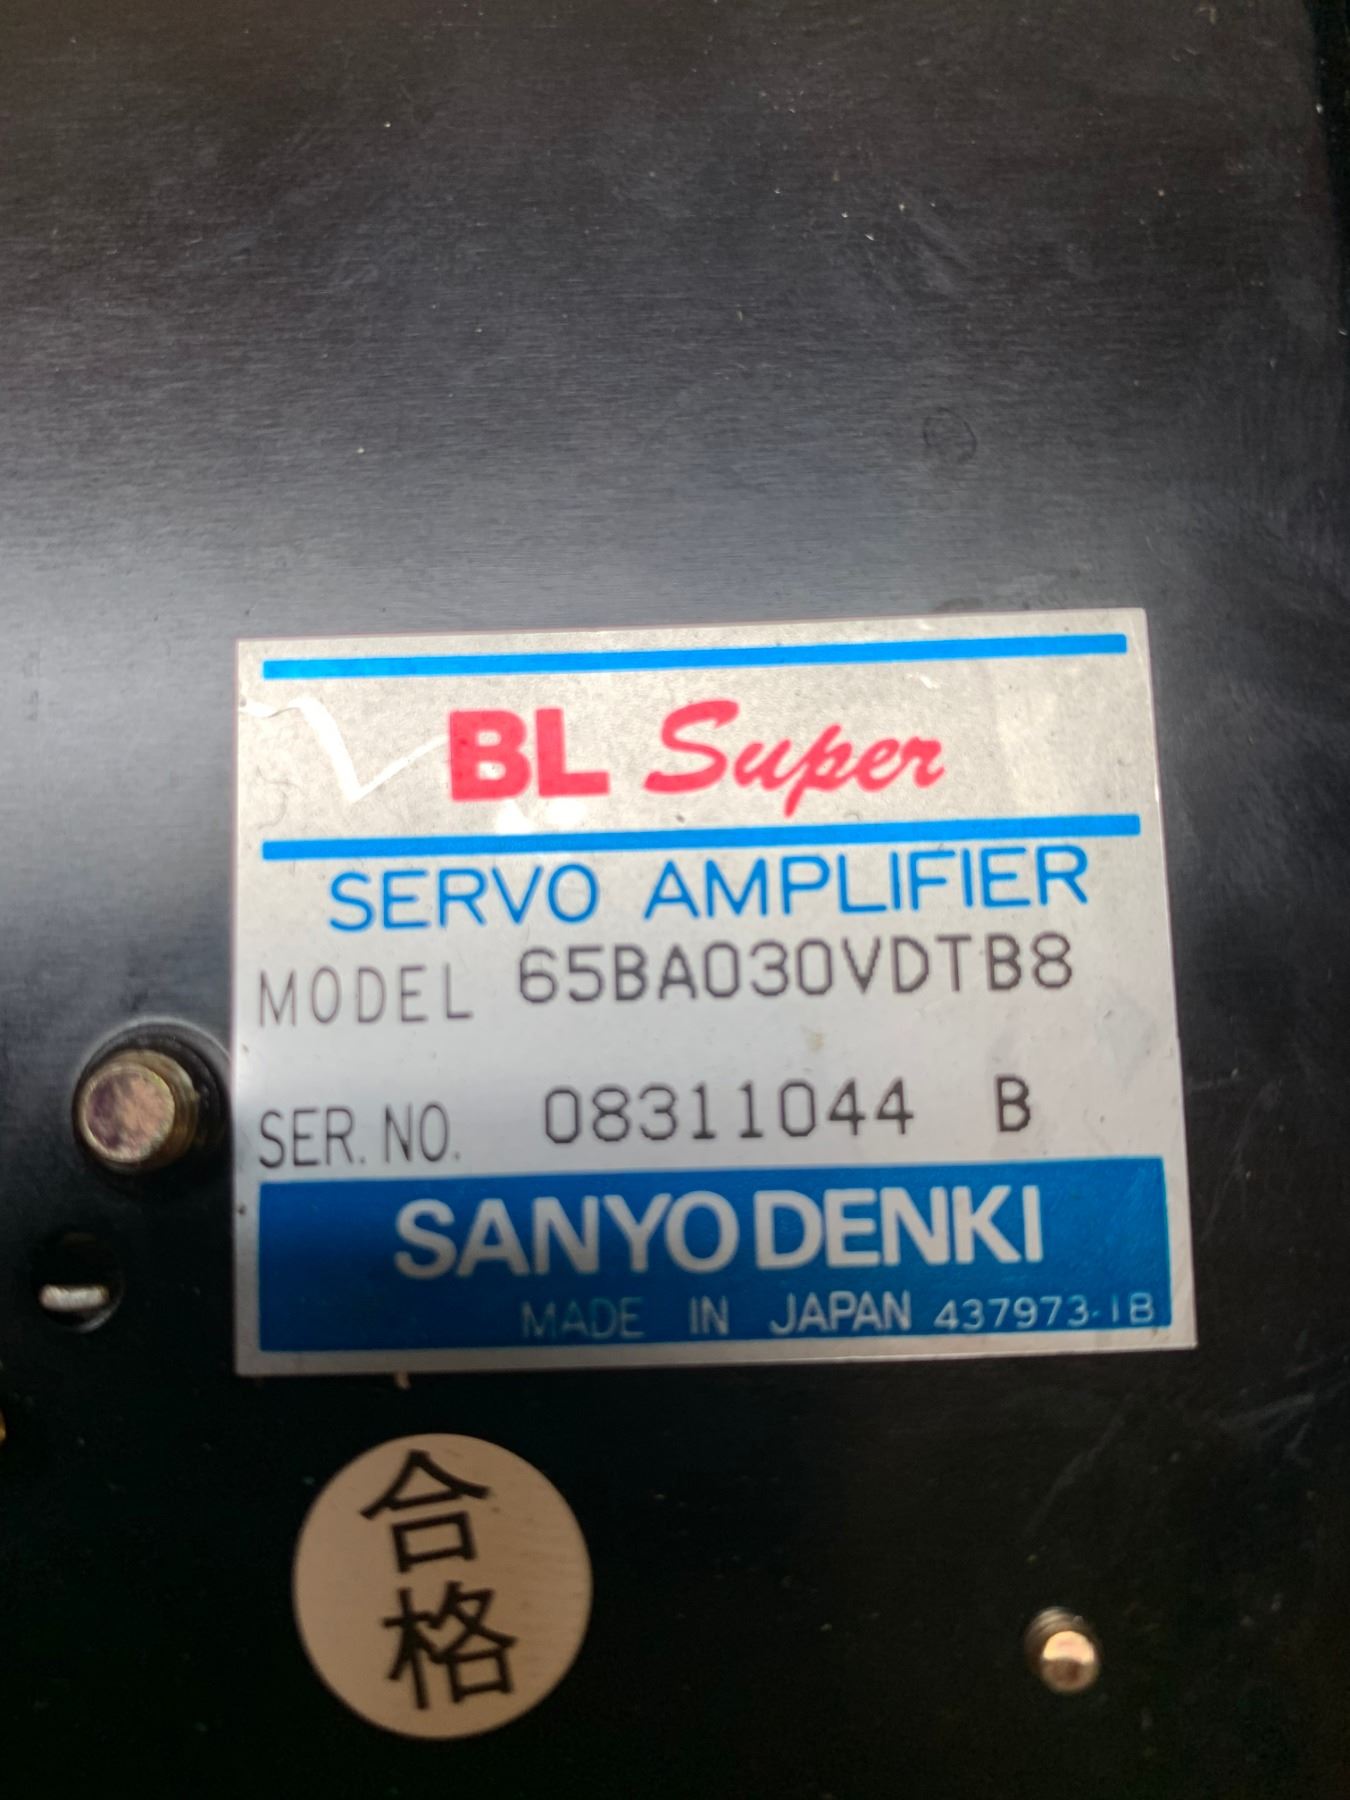 BL Super
SERVO AMPLIFIER
MODEL 65BA030VDTB8
SER. NO. 08311044 B
SANYO DENKI
MADE IN JAPAN 437973-1B
合
格